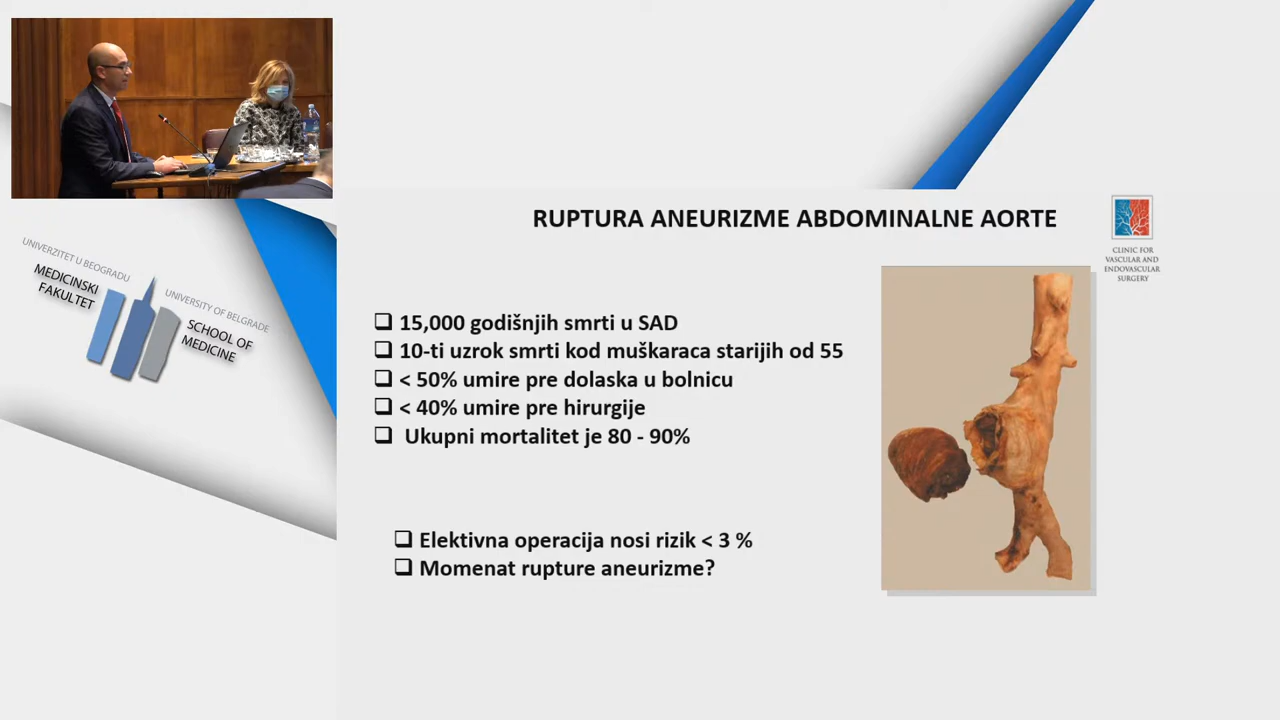 UNIVERZITET U BEOGRADU
MEDICINSKI
FAKULTET
UNIVERSITY OF BELGRADE
SCHOOL OF
MEDICINE
RUPTURA ANEURIZME ABDOMINALNE AORTE
CLINIC FOR
VASCULAR AND
ENDOVASCULAR
SURGERY
15,000 godišnjih smrti u SAD
10-ti uzrok smrti kod muškaraca starijih od 55
< 50% umire pre dolaska u bolnicu
< 40% umire pre hirurgije
Ukupni mortalitet je 80 - 90%
Elektivna operacija nosi rizik < 3 %
Momenat rupture aneurizme?